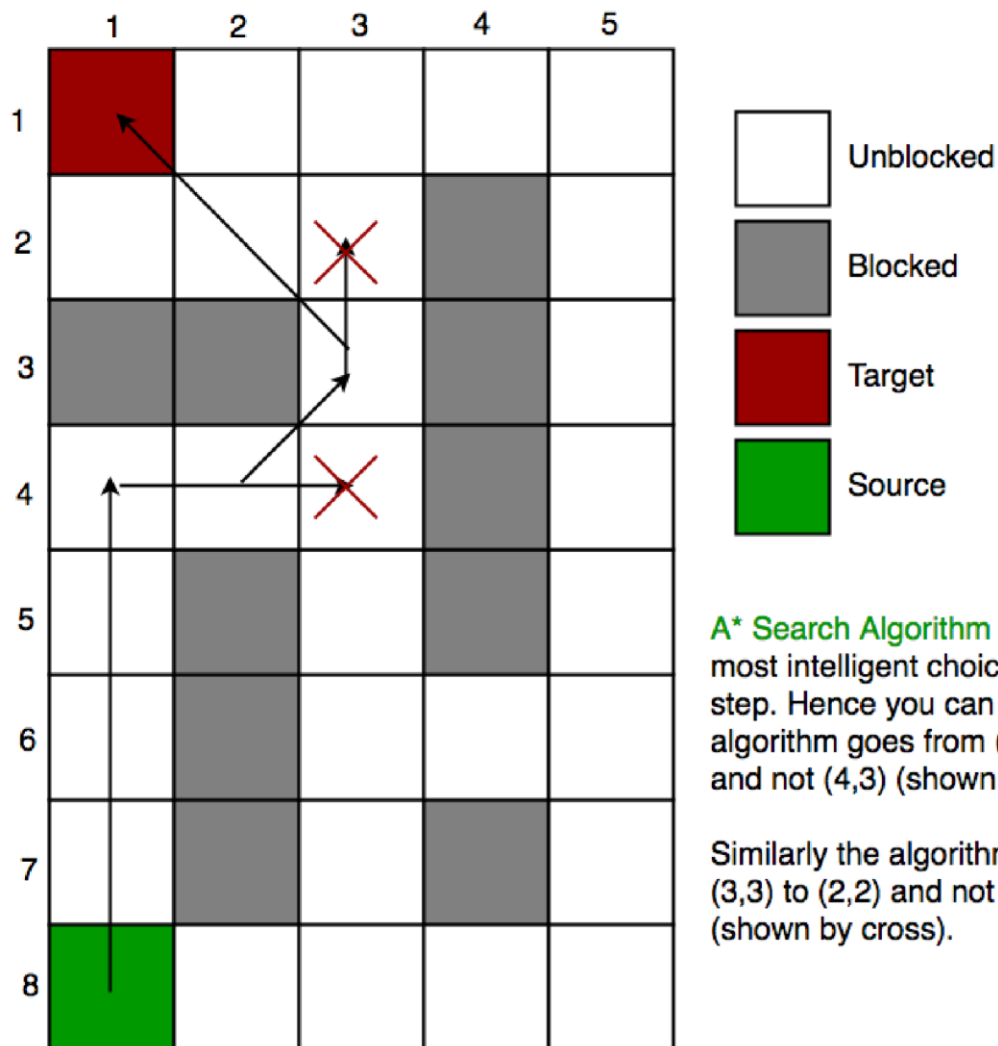 1 2 3 4 5
1
2
3
4
5
6
7
8
Unblocked
Blocked
Target
Source
A* Search Algorithm
most intelligent choic
step. Hence you can
algorithm goes from (
and not (4,3) (shown
Similarly the algorithm
(3,3) to (2,2) and not
(shown by cross).